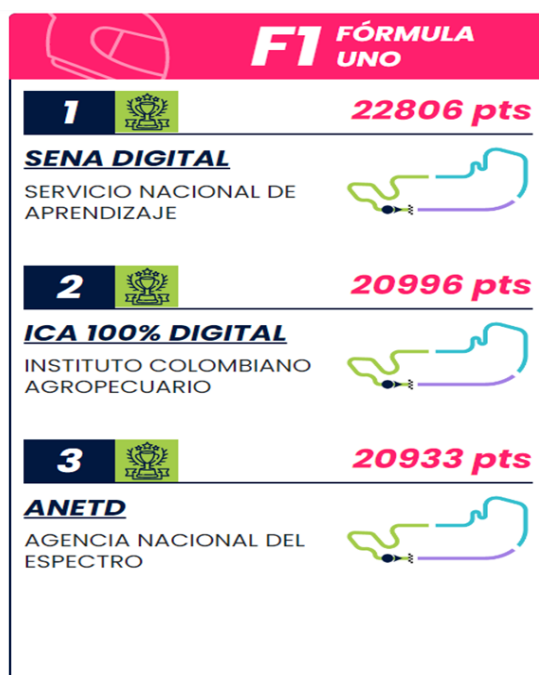 F1 FÓRMULA
UNO
1 22806 pts
SENA DIGITAL
SERVICIO NACIONAL DE
APRENDIZAJE
2 20996 pts
ICA 100% DIGITAL
INSTITUTO COLOMBIANO
AGROPECUARIO
3 20933 pts
ANETD
AGENCIA NACIONAL DEL
ESPECTRO